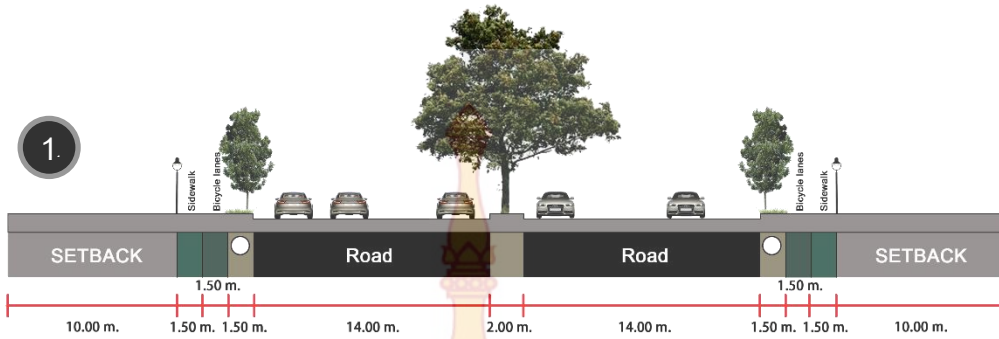 1.
Sidewalk
Bicycle lanes
Bicycle lanes
Sidewalk
SETBACK
Road
Road
SETBACK
1.50 m.
1.50 m.
10.00 m.
1.50 m.
1.50 m.
14.00 m.
2.00 m.
14.00 m.
1.50 m.
1.50 m.
10.00 m.